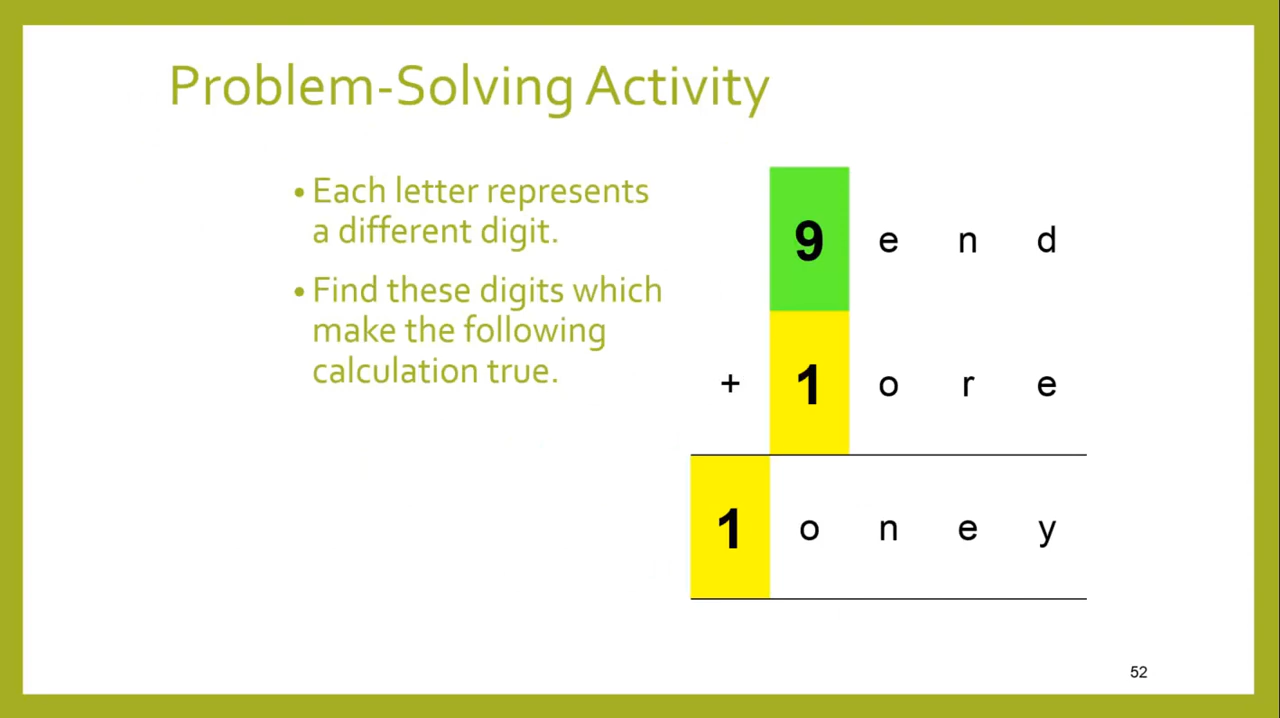 Problem-Solving Activity
• Each letter represents
a different digit.
• Find these digits which
make the following
calculation true.
9 e n d
+ 1 o r e
1 o n e y
52